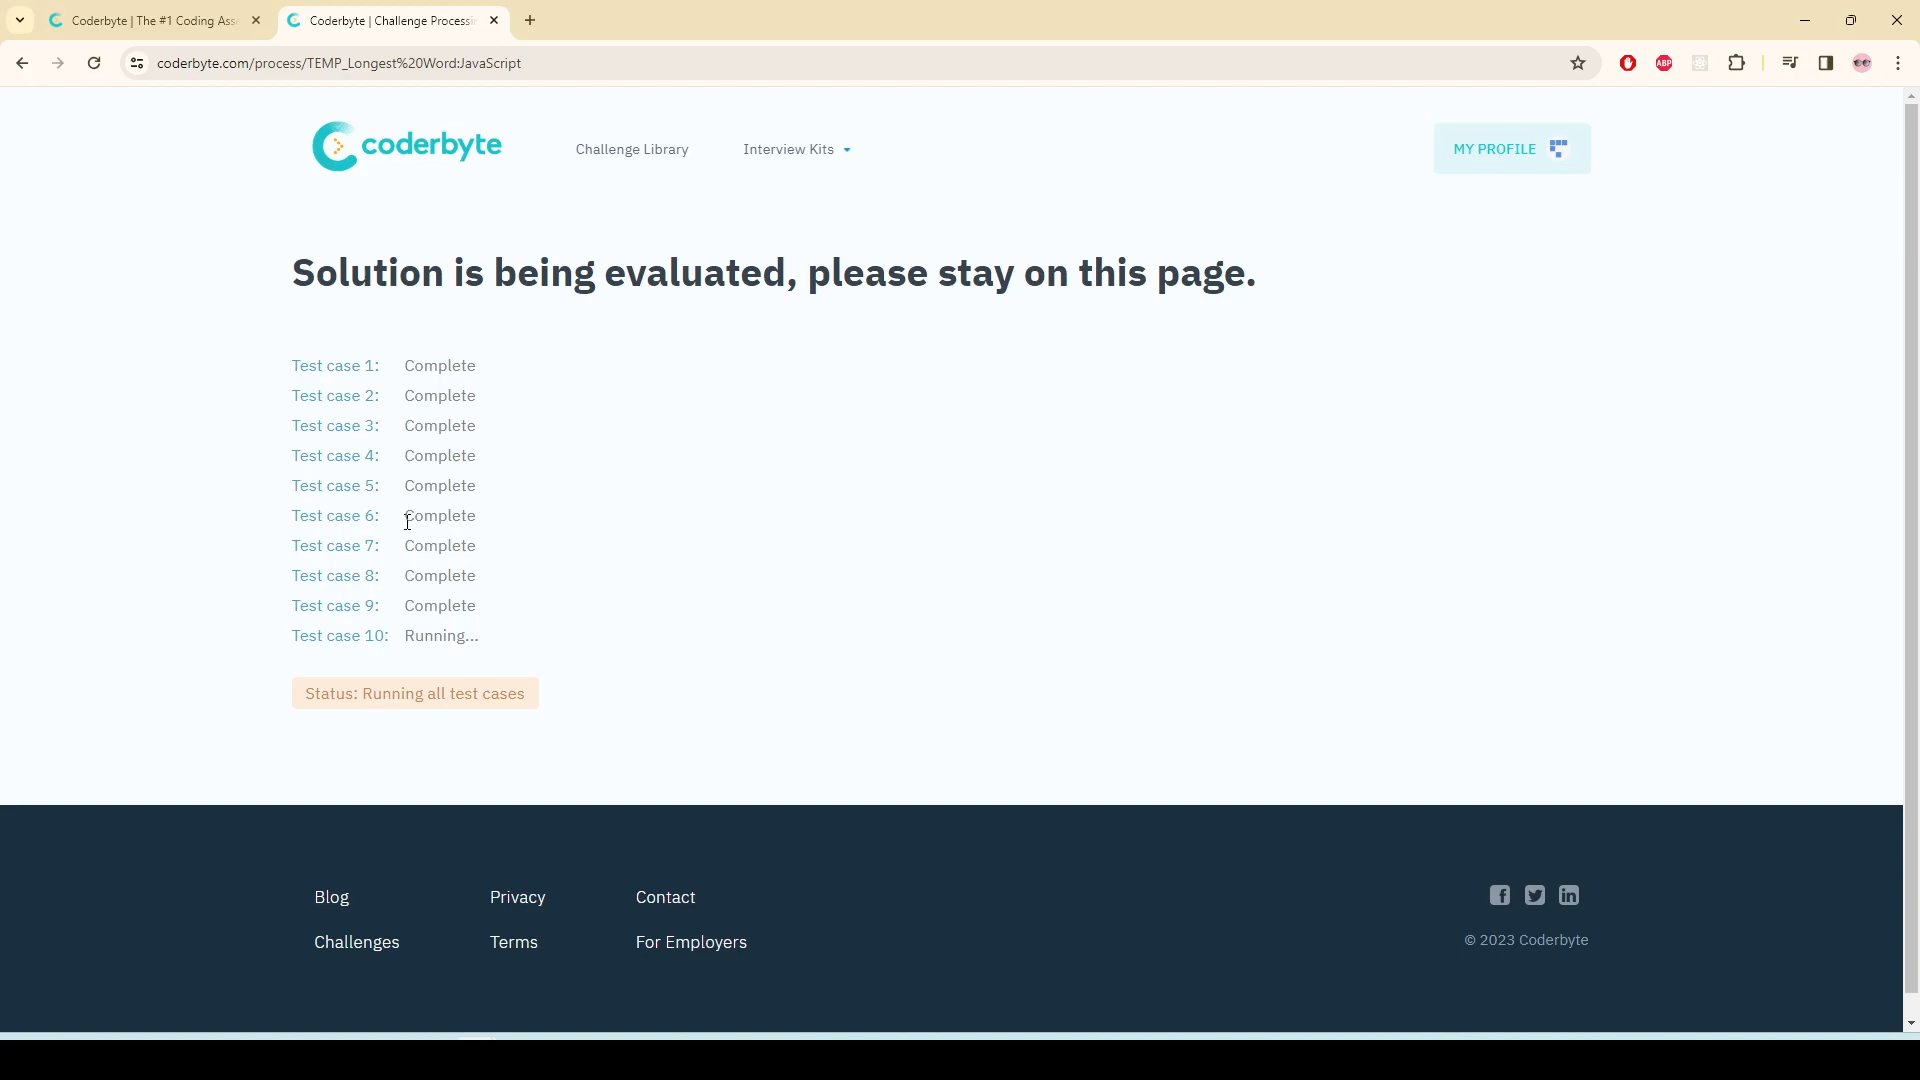 Coderbyte | The #1 Coding Ass
Coderbyte | Challenge Processin
coderbyte.com/process/TEMP_Longest%20Word:JavaScript
ABP
coderbyte
Challenge Library
Interview Kits
MY PROFILE
Solution is being evaluated, please stay on this page.
Test case 1: Complete
Test case 2: Complete
Test case 3: Complete
Test case 4: Complete
Test case 5: Complete
Test case 6: Complete
Test case 7: Complete
Test case 8: Complete
Test case 9: Complete
Test case 10: Running...
Status: Running all test cases
Blog Privacy Contact
Challenges Terms For Employers
© 2023 Coderbyte